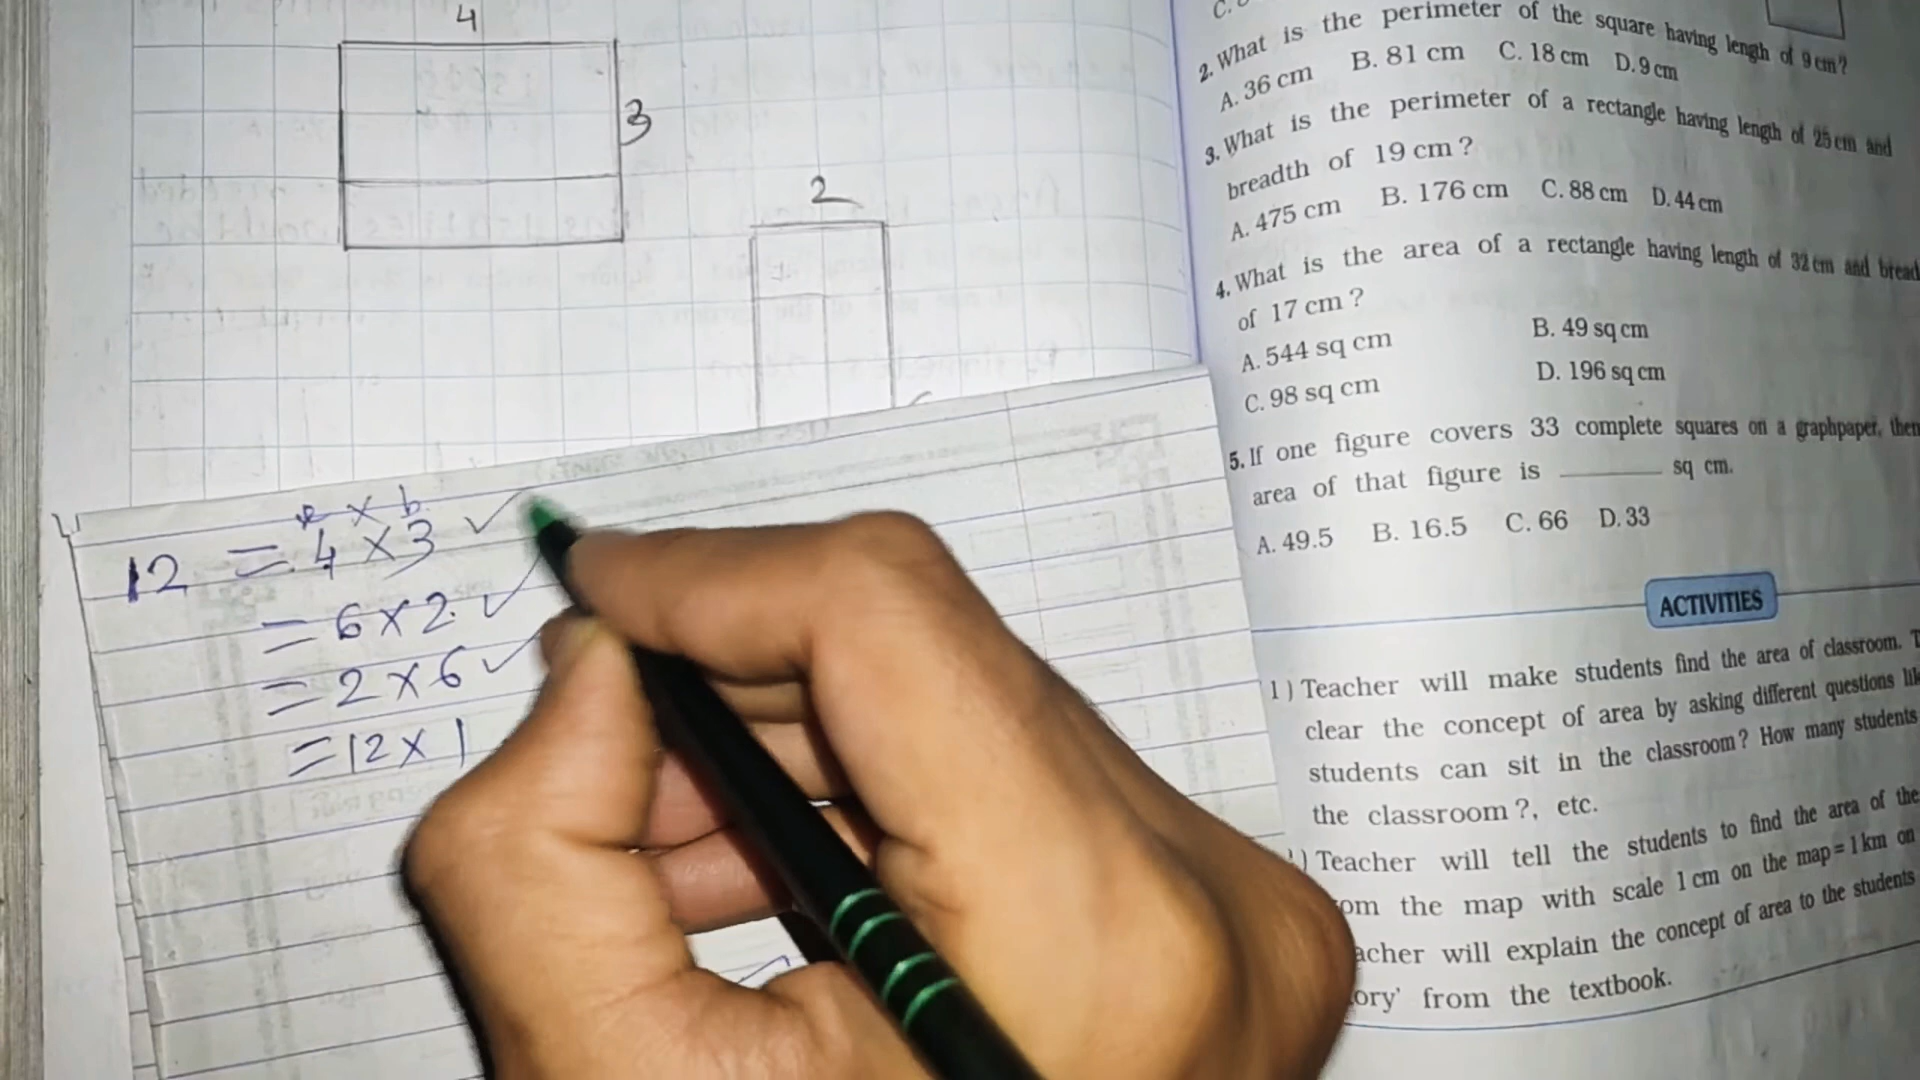 4
3
2
l x b
12 = 4 x 3 ✓
= 6 x 2 ✓
= 2 x 6 ✓
= 12 x 1
2. What is the perimeter of the square having length of 9 cm?
A. 36 cm B. 81 cm C. 18 cm D. 9 cm
3. What is the perimeter of a rectangle having length of 25 cm and
breadth of 19 cm ?
A. 475 cm B. 176 cm C. 88 cm D. 44 cm
4. What is the area of a rectangle having length of 32 cm and bread
of 17 cm ?
A. 544 sq cm B. 49 sq cm
C. 98 sq cm D. 196 sq cm
5. If one figure covers 33 complete squares on a graphpaper, then
area of that figure is ______ sq cm.
A. 49.5 B. 16.5 C. 66 D. 33
ACTIVITIES
1 ) Teacher will make students find the area of classroom. T
clear the concept of area by asking different questions lik
students can sit in the classroom ? How many students
the classroom ?, etc.
) Teacher will tell the students to find the area of the
om the map with scale 1 cm on the map = 1 km on
acher will explain the concept of area to the students
ory' from the textbook.